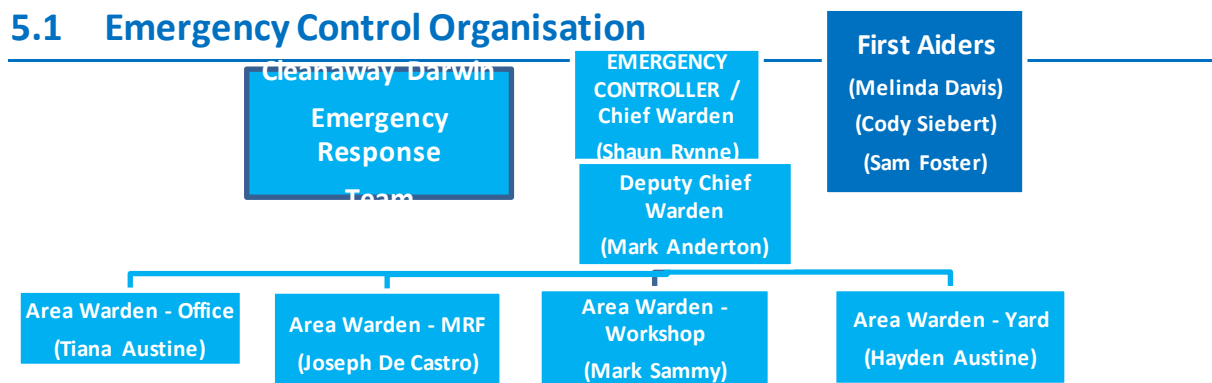 5.1 Emergency Control Organisation
Cleanaway Darwin
Emergency
Response
Team
EMERGENCY
CONTROLLER /
Chief Warden
(Shaun Rynne)
First Aiders
(Melinda Davis)
(Cody Siebert)
(Sam Foster)
Deputy Chief
Warden
(Mark Anderton)
Area Warden - Office
(Tiana Austine)
Area Warden - MRF
(Joseph De Castro)
Area Warden -
Workshop
(Mark Sammy)
Area Warden - Yard
(Hayden Austine)